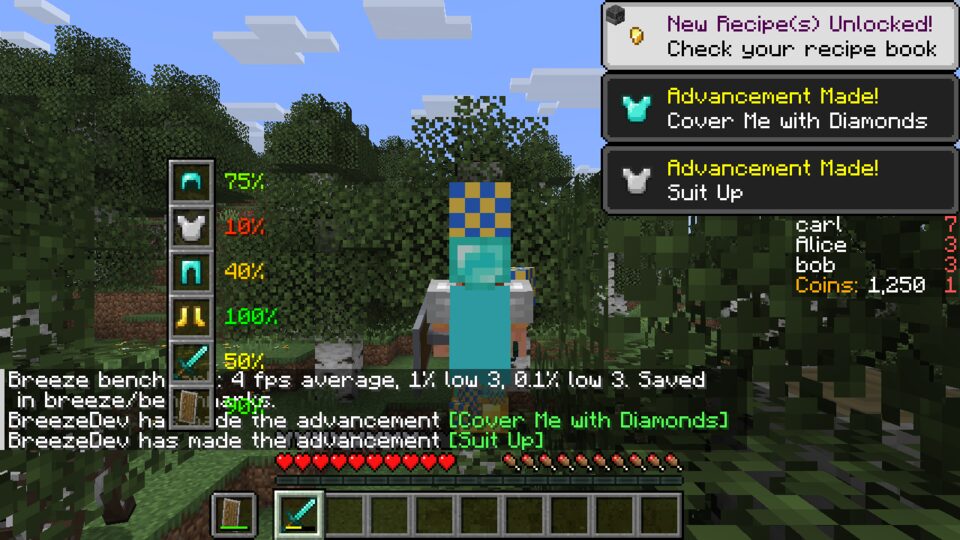 New Recipe(s) Unlocked!
Check your recipe book
Advancement Made!
Cover Me with Diamonds
Advancement Made!
Suit Up
carl 7
Alice 3
bob 3
Coins: 1,250 1
75%
10%
40%
100%
50%
90%
Breeze bench : 4 fps average, 1% low 3, 0.1% low 3. Saved
in breeze/be marks.
BreezeDev ha de the advancement [Cover Me with Diamonds]
BreezeDev has made the advancement [Suit Up]